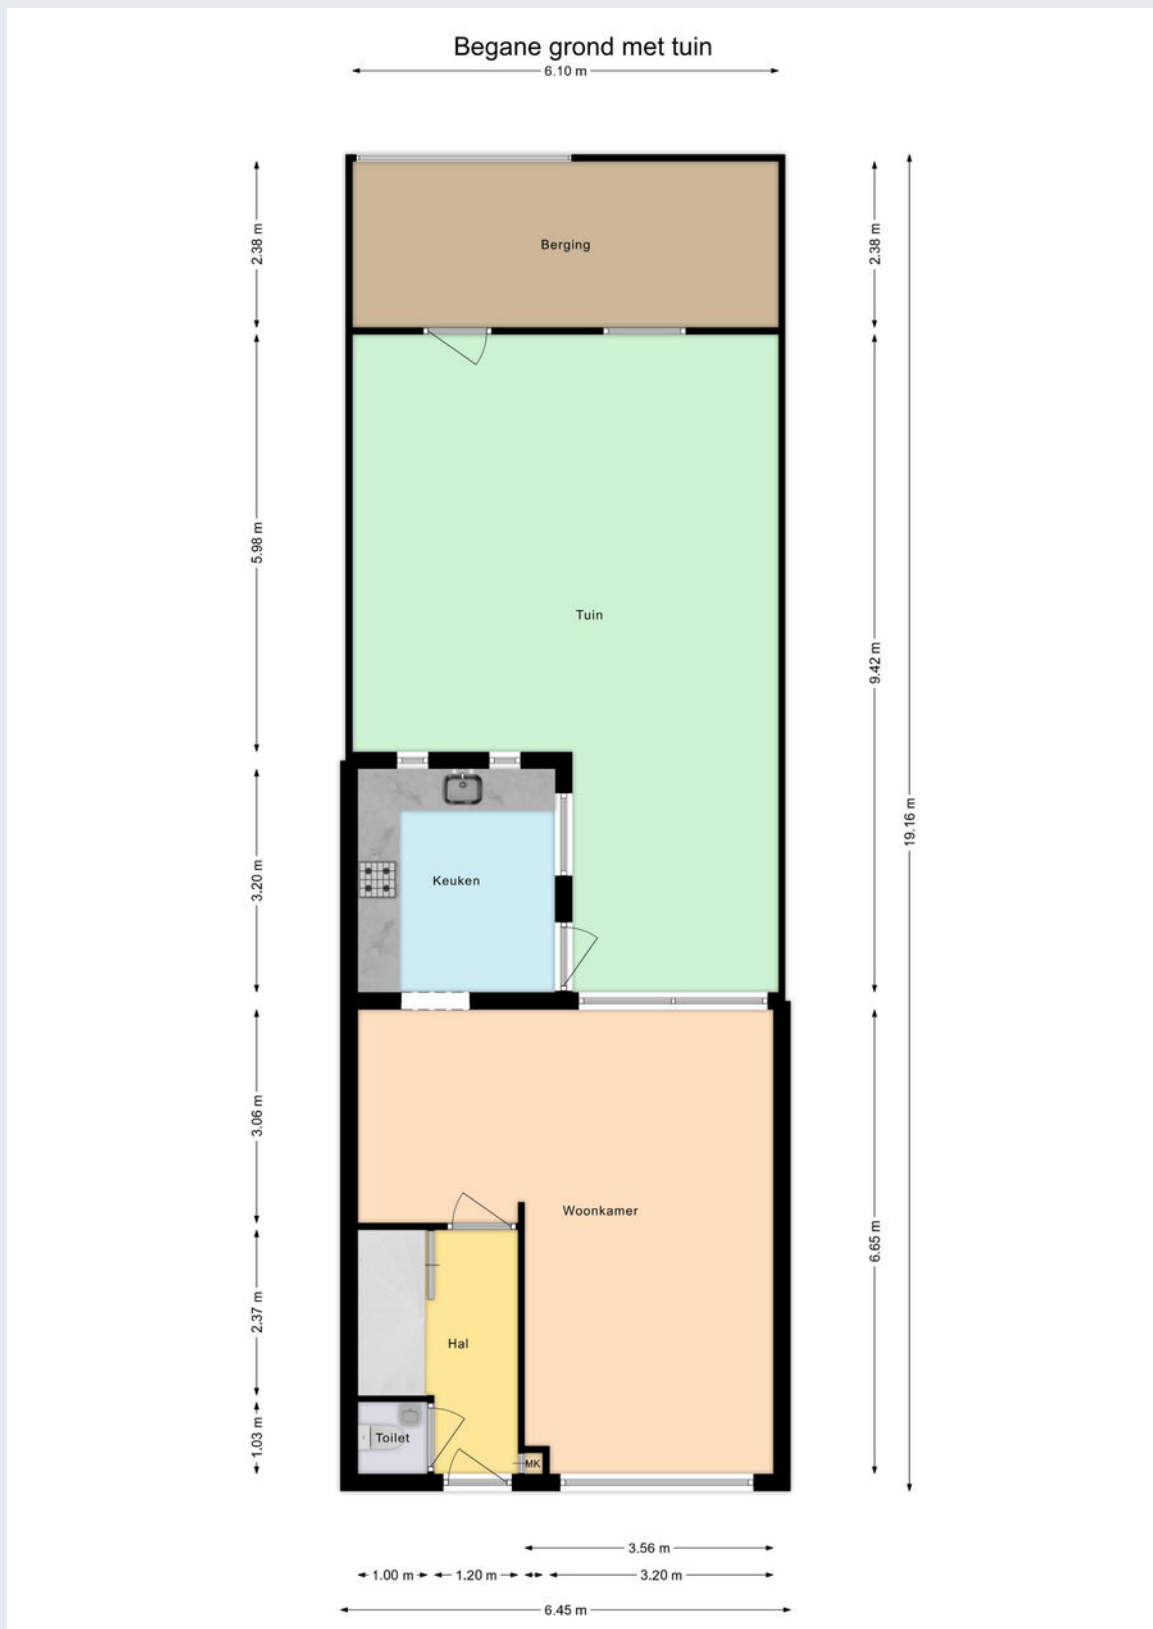 Begane grond met tuin
6.10 m
2.38 m
2.38 m
Berging
5.98 m
Tuin
9.42 m
19.16 m
3.20 m
Keuken
3.06 m
Woonkamer
6.65 m
2.37 m
Hal
1.03 m
Toilet
MK
3.56 m
1.00 m
1.20 m
3.20 m
6.45 m